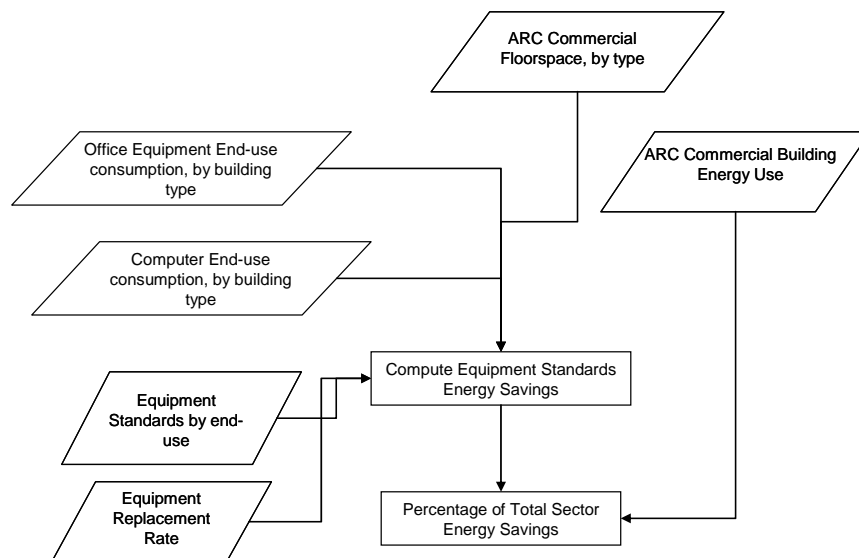 ARC Commercial
Floorspace, by type
Office Equipment End-use
consumption, by building
type
ARC Commercial Building
Energy Use
Computer End-use
consumption, by building
type
Compute Equipment Standards
Energy Savings
Equipment
Standards by end-
use
Equipment
Replacement
Rate
Percentage of Total Sector
Energy Savings